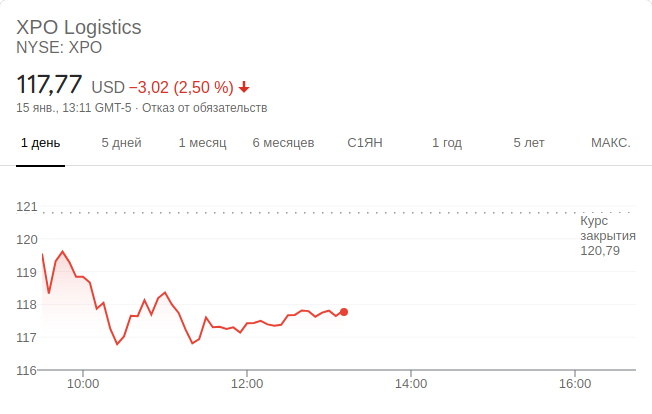 XPO Logistics
NYSE: XPO
117,77 USD −3,02 (2,50 %)
15 янв., 13:11 GMT-5 · Отказ от обязательств
1 день 5 дней 1 месяц 6 месяцев С1ЯН 1 год 5 лет МАКС.
121
Курс
закрытия
120,79
120
119
118
117
116
10:00 12:00 14:00 16:00